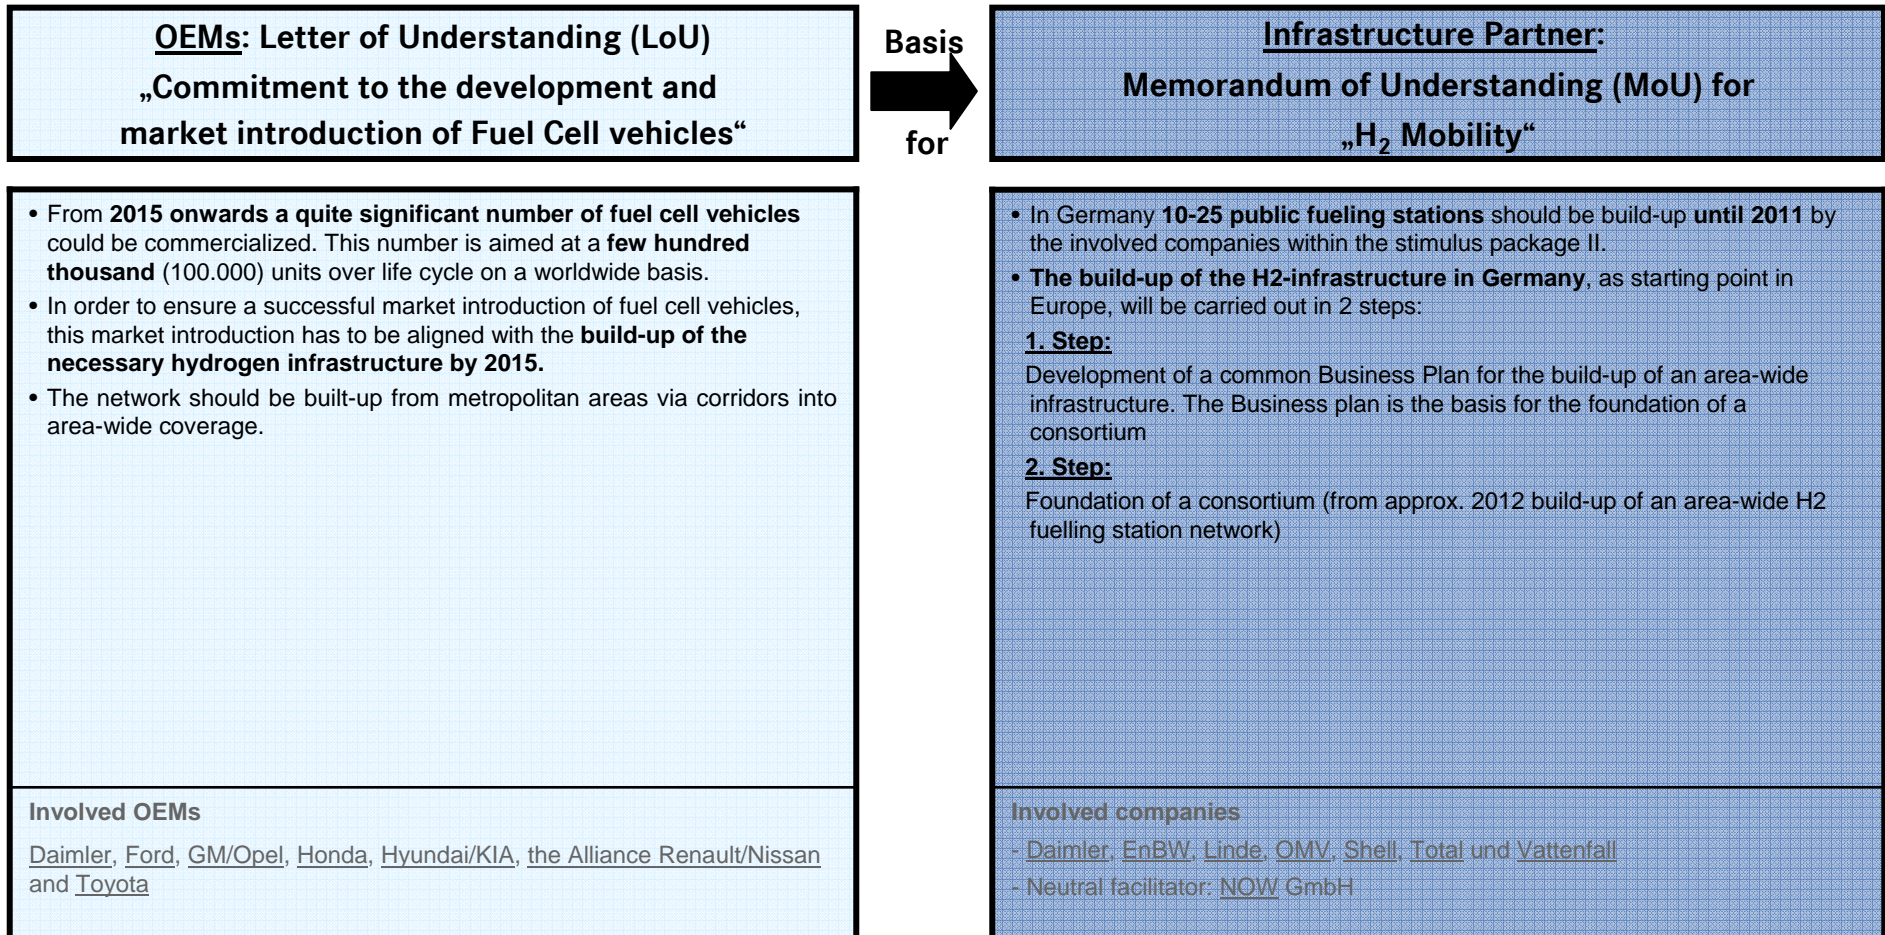 OEMs: Letter of Understanding (LoU)
„Commitment to the development and
market introduction of Fuel Cell vehicles“
Basis
for
Infrastructure Partner:
Memorandum of Understanding (MoU) for
„H₂ Mobility“
• From 2015 onwards a quite significant number of fuel cell vehicles
could be commercialized. This number is aimed at a few hundred
thousand (100.000) units over life cycle on a worldwide basis.
• In order to ensure a successful market introduction of fuel cell vehicles,
this market introduction has to be aligned with the build-up of the
necessary hydrogen infrastructure by 2015.
• The network should be built-up from metropolitan areas via corridors into
area-wide coverage.
Involved OEMs
Daimler, Ford, GM/Opel, Honda, Hyundai/KIA, the Alliance Renault/Nissan
and Toyota
• In Germany 10-25 public fueling stations should be build-up until 2011 by
the involved companies within the stimulus package II.
• The build-up of the H2-infrastructure in Germany, as starting point in
Europe, will be carried out in 2 steps:
1. Step:
Development of a common Business Plan for the build-up of an area-wide
infrastructure. The Business plan is the basis for the foundation of a
consortium
2. Step:
Foundation of a consortium (from approx. 2012 build-up of an area-wide H2
fuelling station network)
Involved companies
- Daimler, EnBW, Linde, OMV, Shell, Total und Vattenfall
- Neutral facilitator: NOW GmbH